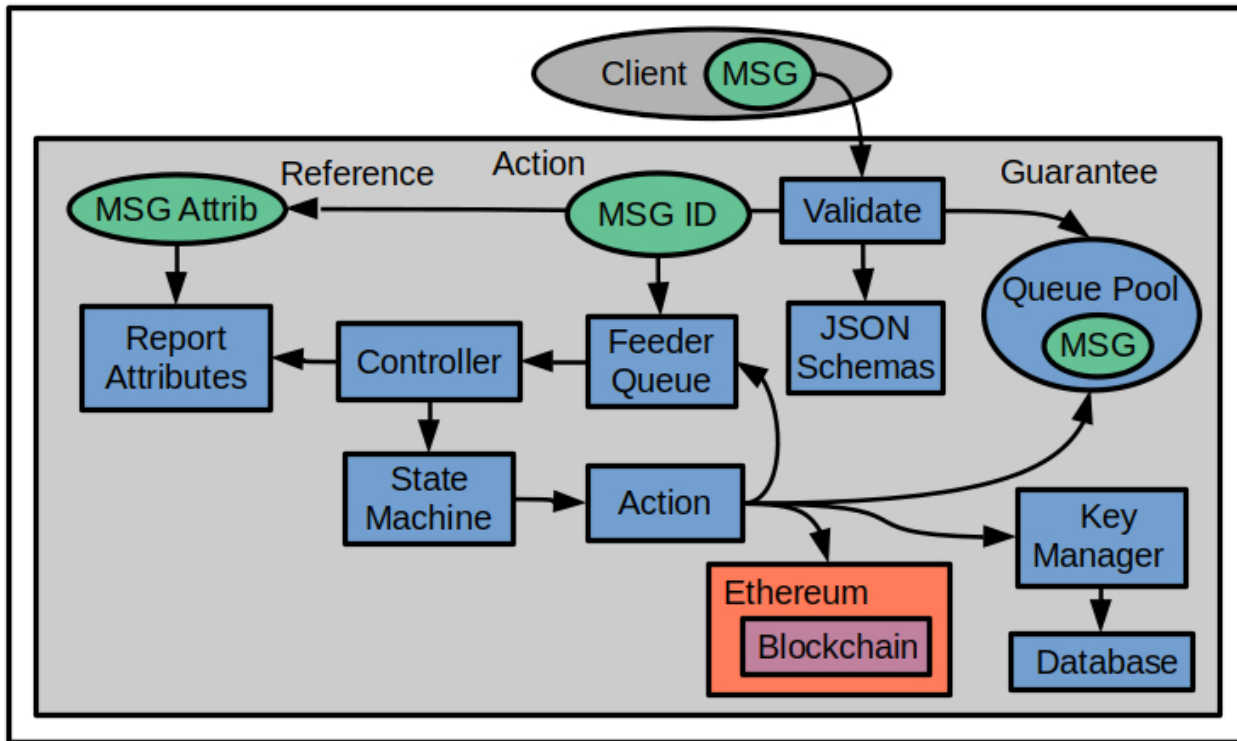 Client
MSG
Reference
Action
Guarantee
MSG Attrib
MSG ID
Validate
Queue Pool
MSG
Report
Attributes
Controller
Feeder
Queue
JSON
Schemas
State
Machine
Action
Key
Manager
Ethereum
Blockchain
Database